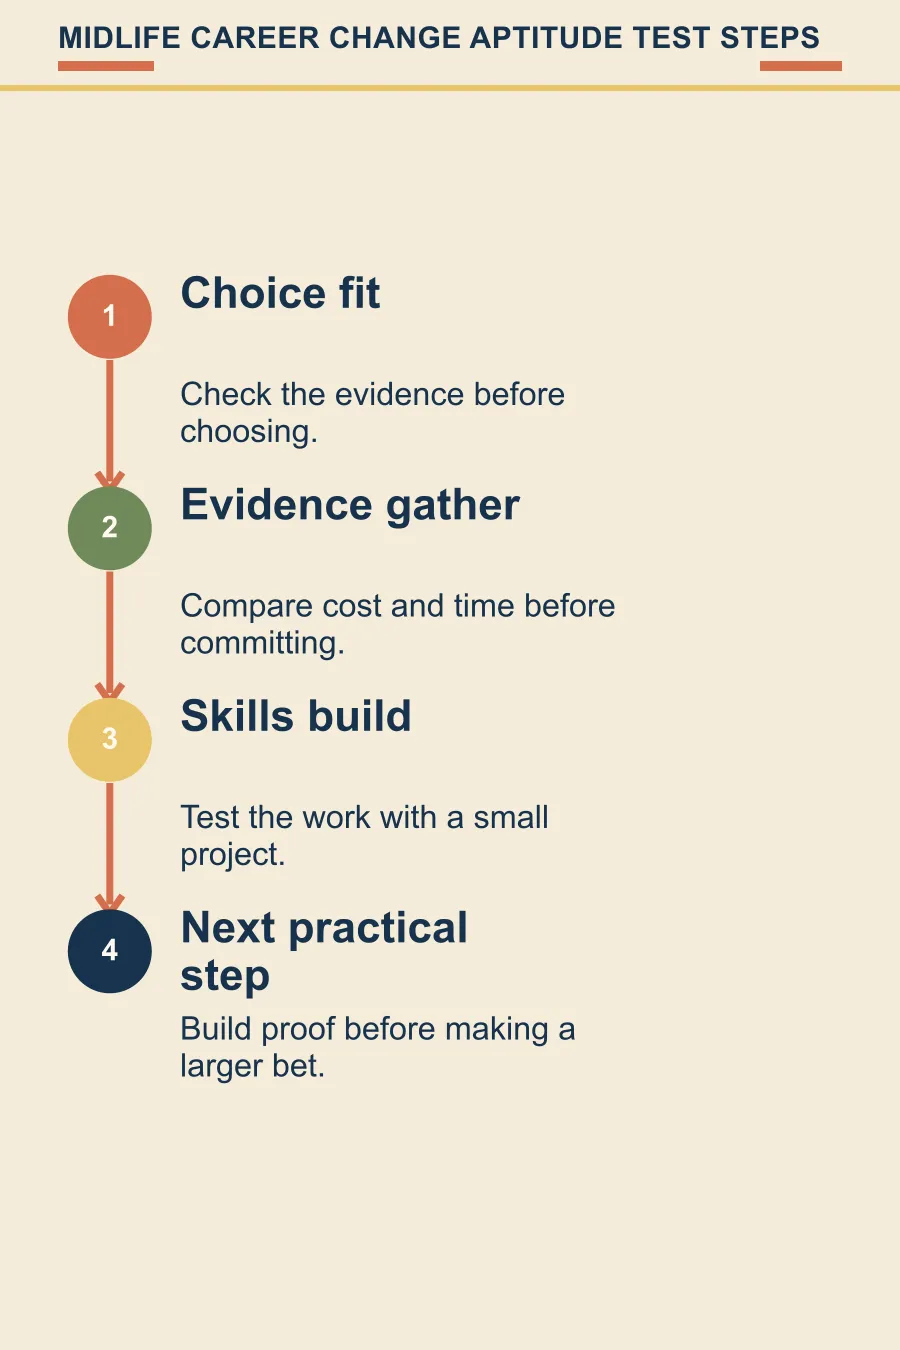 MIDLIFE CAREER CHANGE APTITUDE TEST STEPS
1
Choice fit
Check the evidence before
choosing.
2
Evidence gather
Compare cost and time before
committing.
3
Skills build
Test the work with a small
project.
4
Next practical
step
Build proof before making a
larger bet.